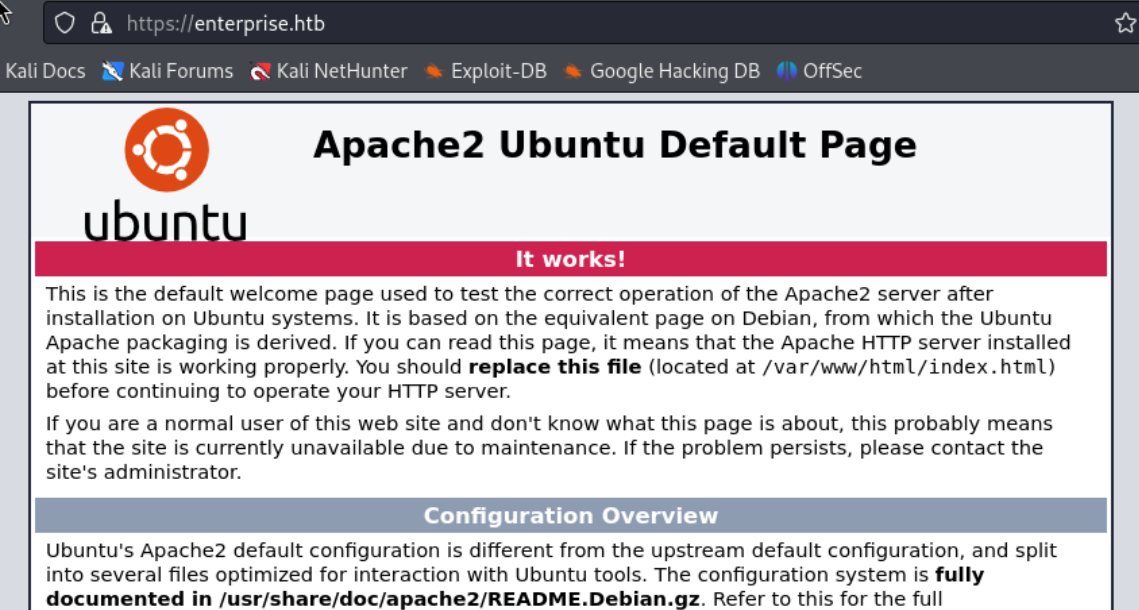 https://enterprise.htb
Kali Docs Kali Forums Kali NetHunter Exploit-DB Google Hacking DB OffSec
Apache2 Ubuntu Default Page
ubuntu
It works!
This is the default welcome page used to test the correct operation of the Apache2 server after
installation on Ubuntu systems. It is based on the equivalent page on Debian, from which the Ubuntu
Apache packaging is derived. If you can read this page, it means that the Apache HTTP server installed
at this site is working properly. You should replace this file (located at /var/www/html/index.html)
before continuing to operate your HTTP server.
If you are a normal user of this web site and don't know what this page is about, this probably means
that the site is currently unavailable due to maintenance. If the problem persists, please contact the
site's administrator.
Configuration Overview
Ubuntu's Apache2 default configuration is different from the upstream default configuration, and split
into several files optimized for interaction with Ubuntu tools. The configuration system is fully
documented in /usr/share/doc/apache2/README.Debian.gz. Refer to this for the full